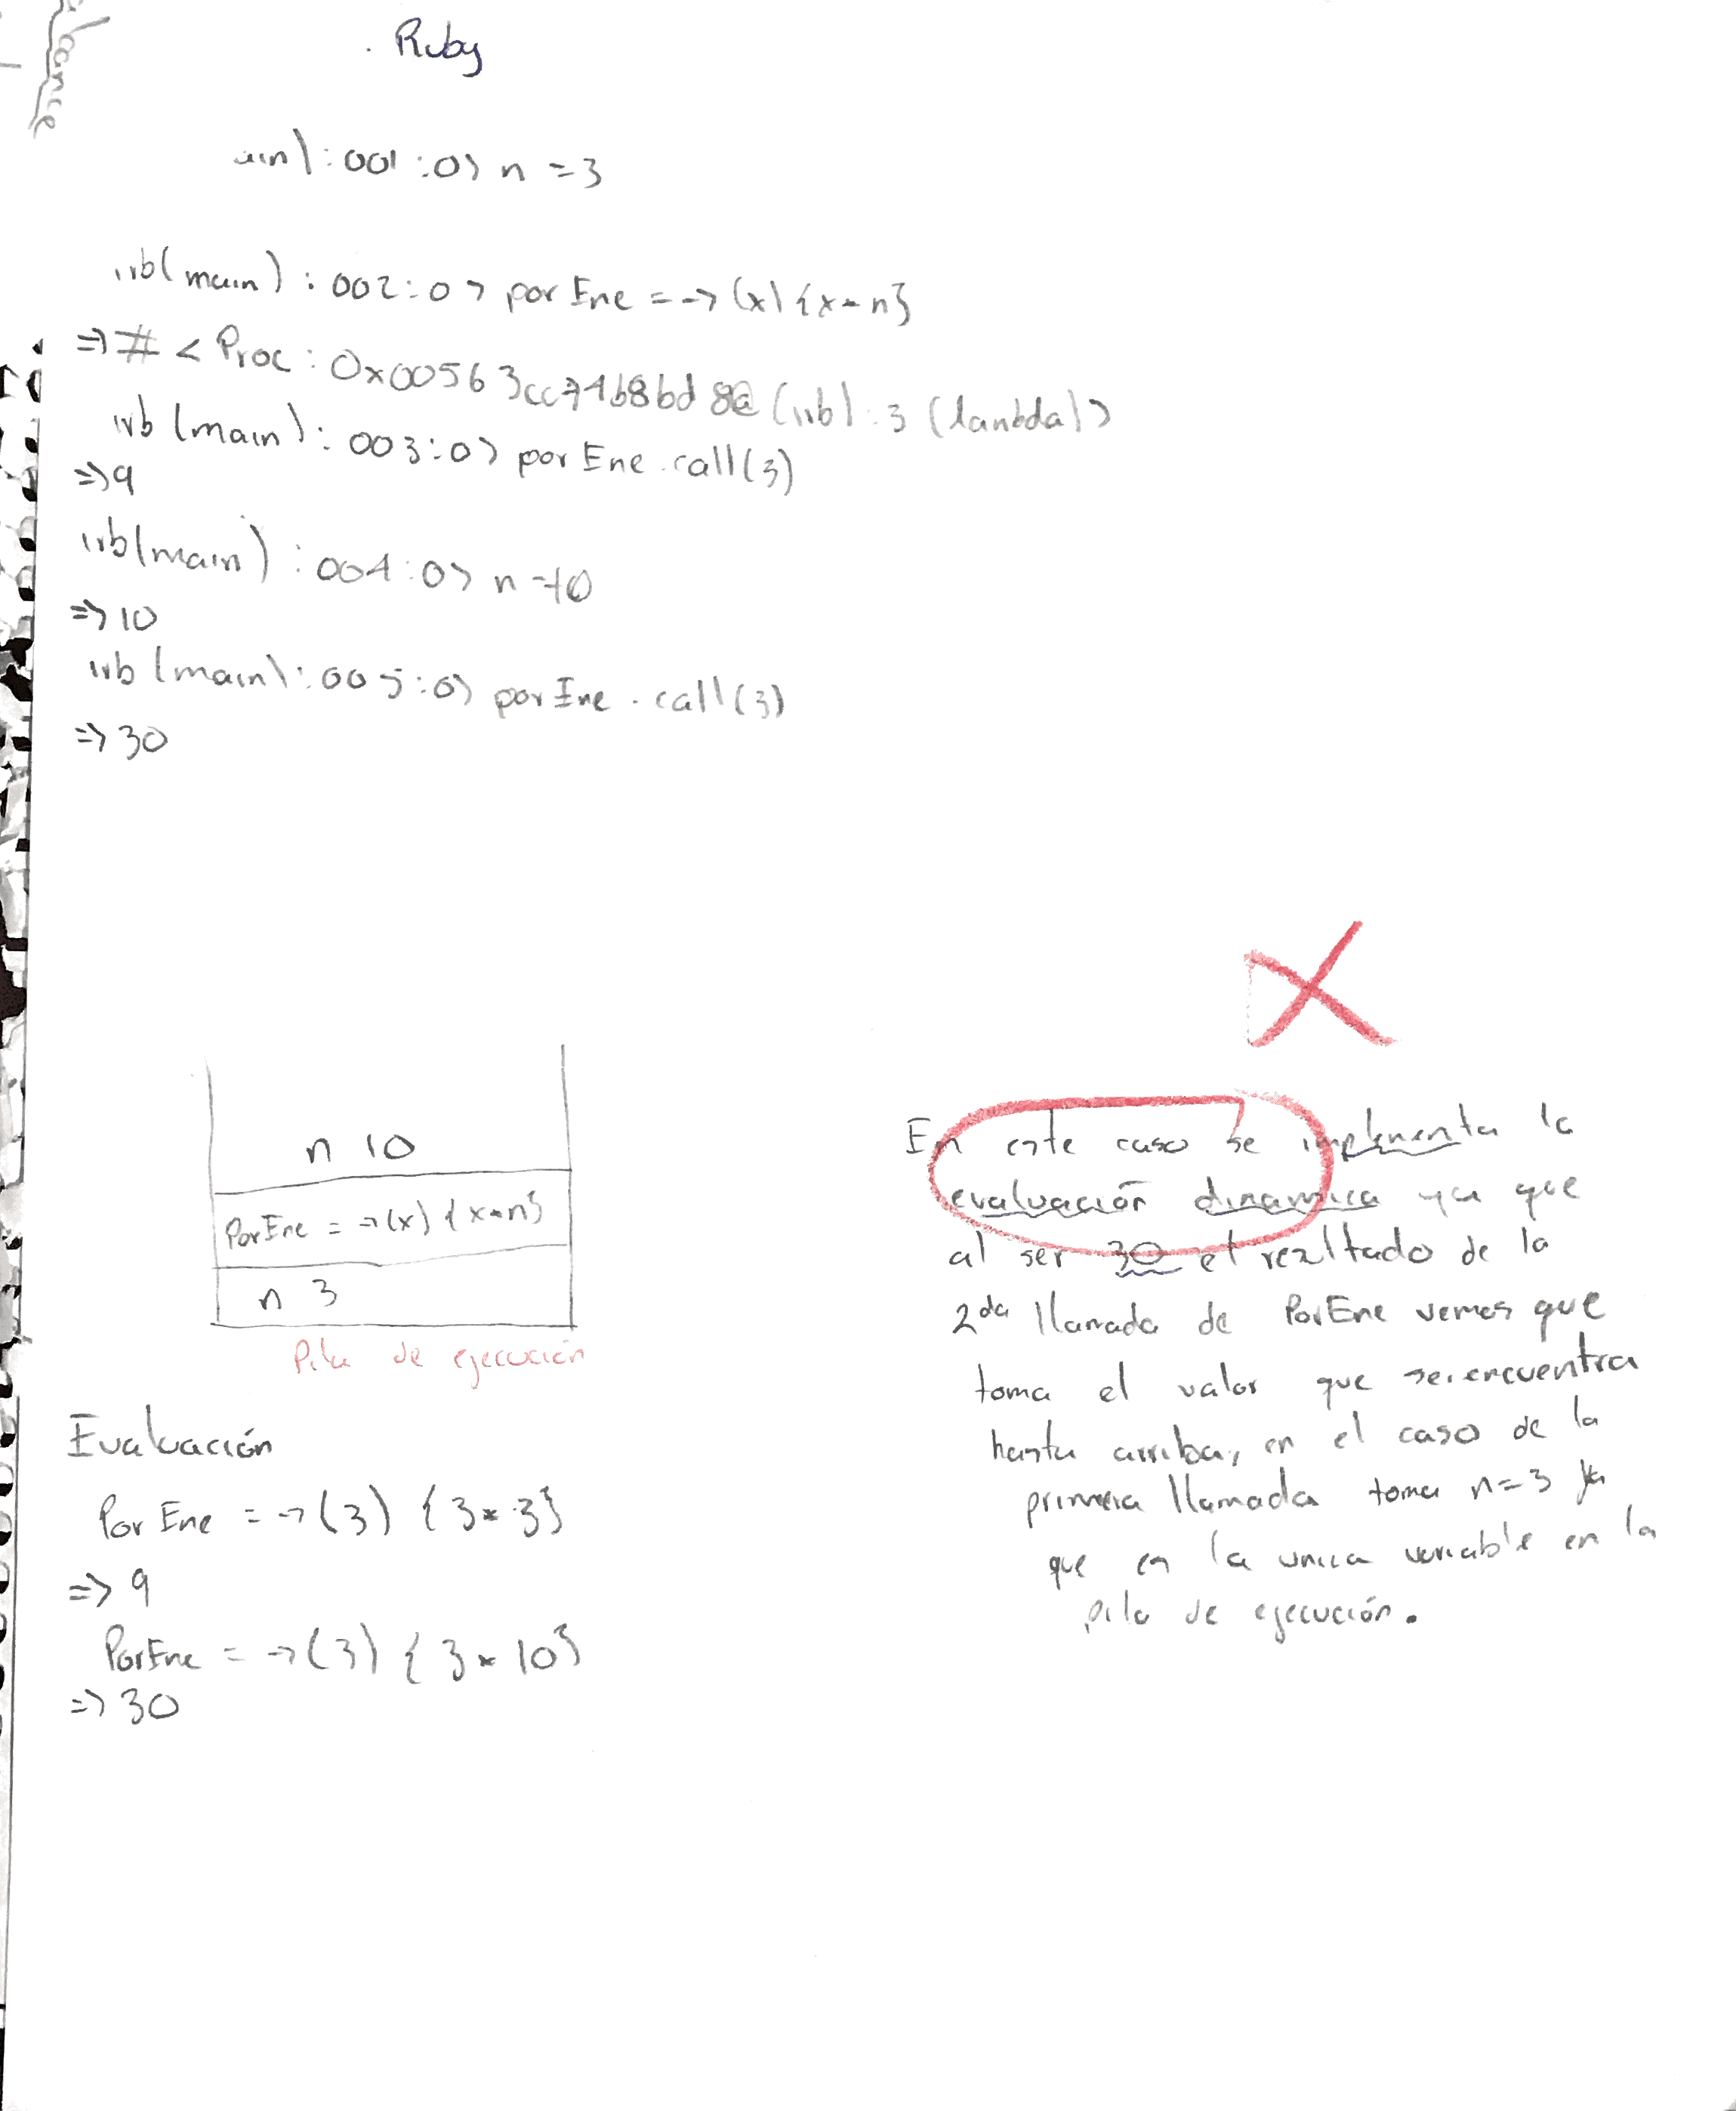 Ruby
ain):001:0> n = 3
irb(main):002:0> porEne = -> (x) {x * n}
=> # < Proc: 0x00563cc74b8bd8@(irb):3 (lambda)>
irb(main):003:0> porEne.call(3)
=> 9
irb(main):004:0> n = 10
=> 10
irb(main):005:0> porEne.call(3)
=> 30
n 10
PorEne = ->(x) {x * n}
n 3
Pila de ejecución
Evaluación
PorEne = ->(3) {3 * 3}
=> 9
PorEne = ->(3) {3 * 10}
=> 30
En este caso se implementa la
evaluación dinamica ya que
al ser 30 el rezltado de la
2da llamada de PorEne vemos que
toma el valor que se encuentra
hasta arriba, en el caso de la
primera llamada toma n=3 ya
que es la unica variable en la
pila de ejecución.